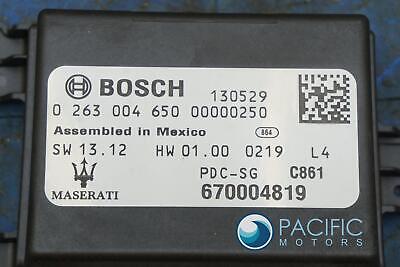 BOSCH 130529
0 263 004 650 00000250
Assembled in Mexico 864
SW 13.12 HW 01.00 0219 L4
PDC-SG C861
MASERATI 670004819
PACIFIC
MOTORS